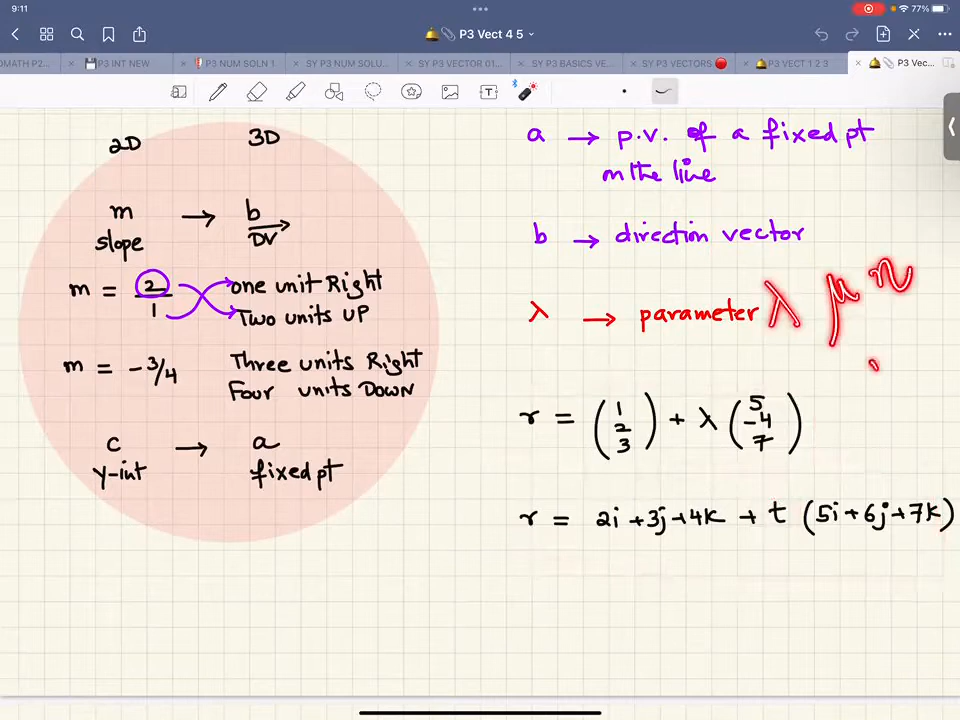 9:11
77%
P3 Vect 4 5
OMATH P2...
P3 INT NEW
P3 NUM SOLN 1
SY P3 NUM SOLU...
SY P3 VECTOR 01...
SY P3 BASICS VE...
SY P3 VECTORS
P3 VECT 1 2 3
P3 Vec...
2D 3D
m → b
slope DV
m = 2/1 one unit Right
Two units UP
m = -3/4 Three units Right
Four units DOWN
c → a
Y-int fixed pt
a → p.v. of a fixed pt
on the line
b → direction vector
λ → parameter λ μ
r = (1 2 3) + λ (5 -4 7)
r = 2i + 3j + 4k + t (5i + 6j + 7k)